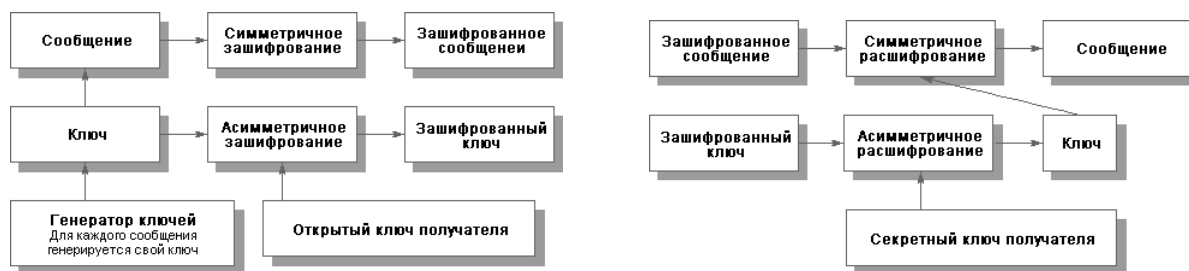 Сообщение
Симметричное
зашифрование
Зашифрованное
сообщенеи
Ключ
Асимметричное
зашифрование
Зашифрованный
ключ
Генератор ключей
Для каждого сообщения
генерируется свой ключ
Открытый ключ получателя
Зашифрованное
сообщение
Симметричное
расшифрование
Сообщение
Зашифрованный
ключ
Асимметричное
расшифрование
Ключ
Секретный ключ получателя